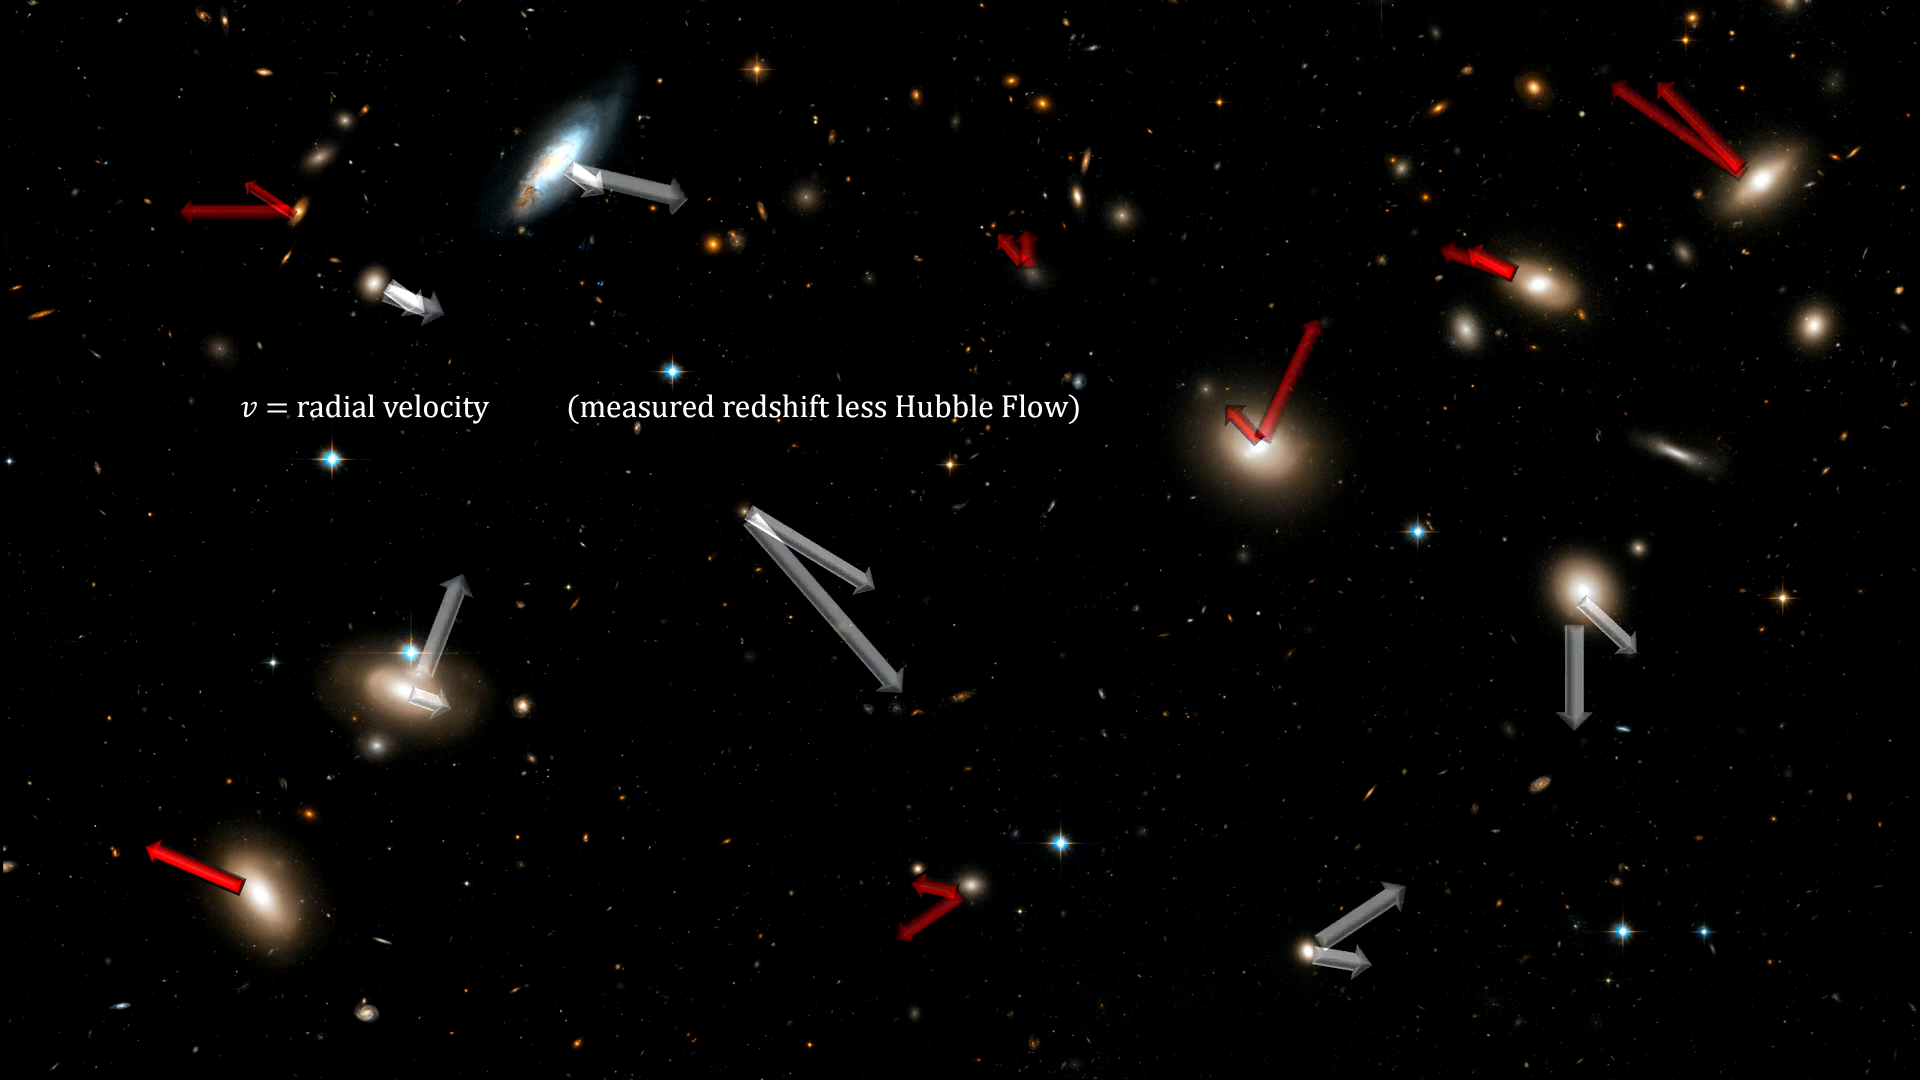 𝑣 = radial velocity (measured redshift less Hubble Flow)